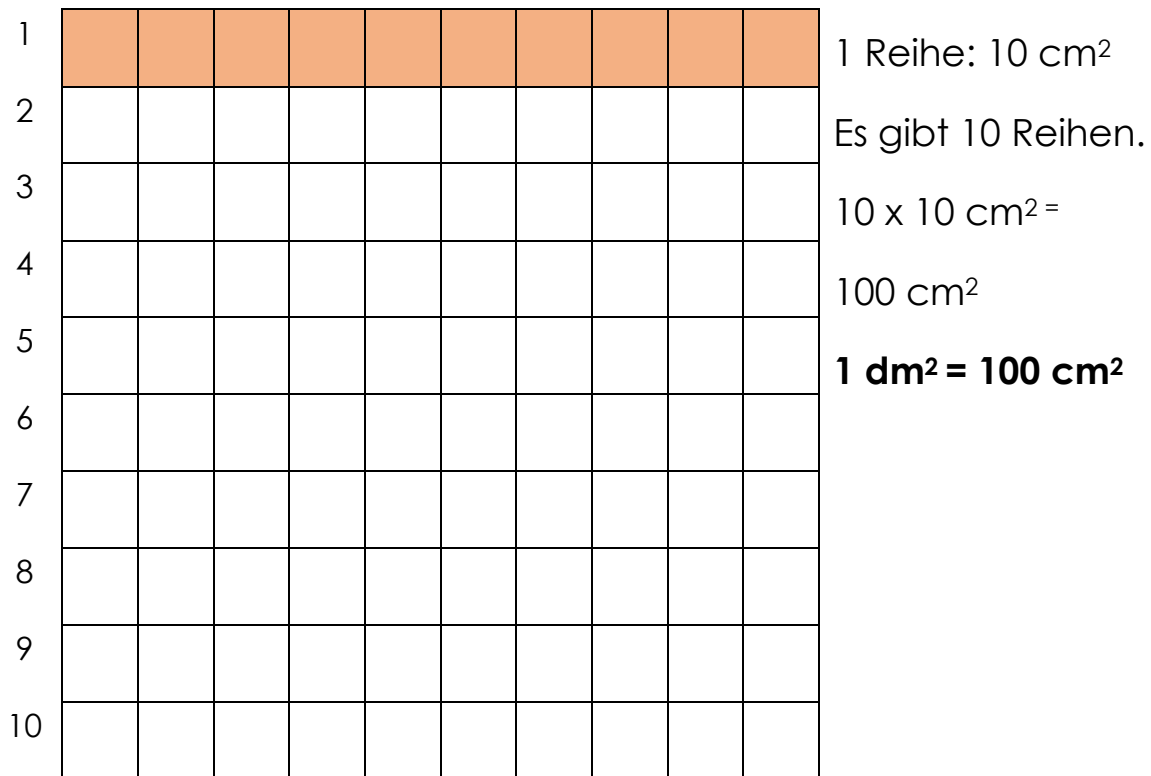 1
2
3
4
5
6
7
8
9
10
1 Reihe: 10 cm²
Es gibt 10 Reihen.
10 x 10 cm² =
100 cm²
1 dm² = 100 cm²